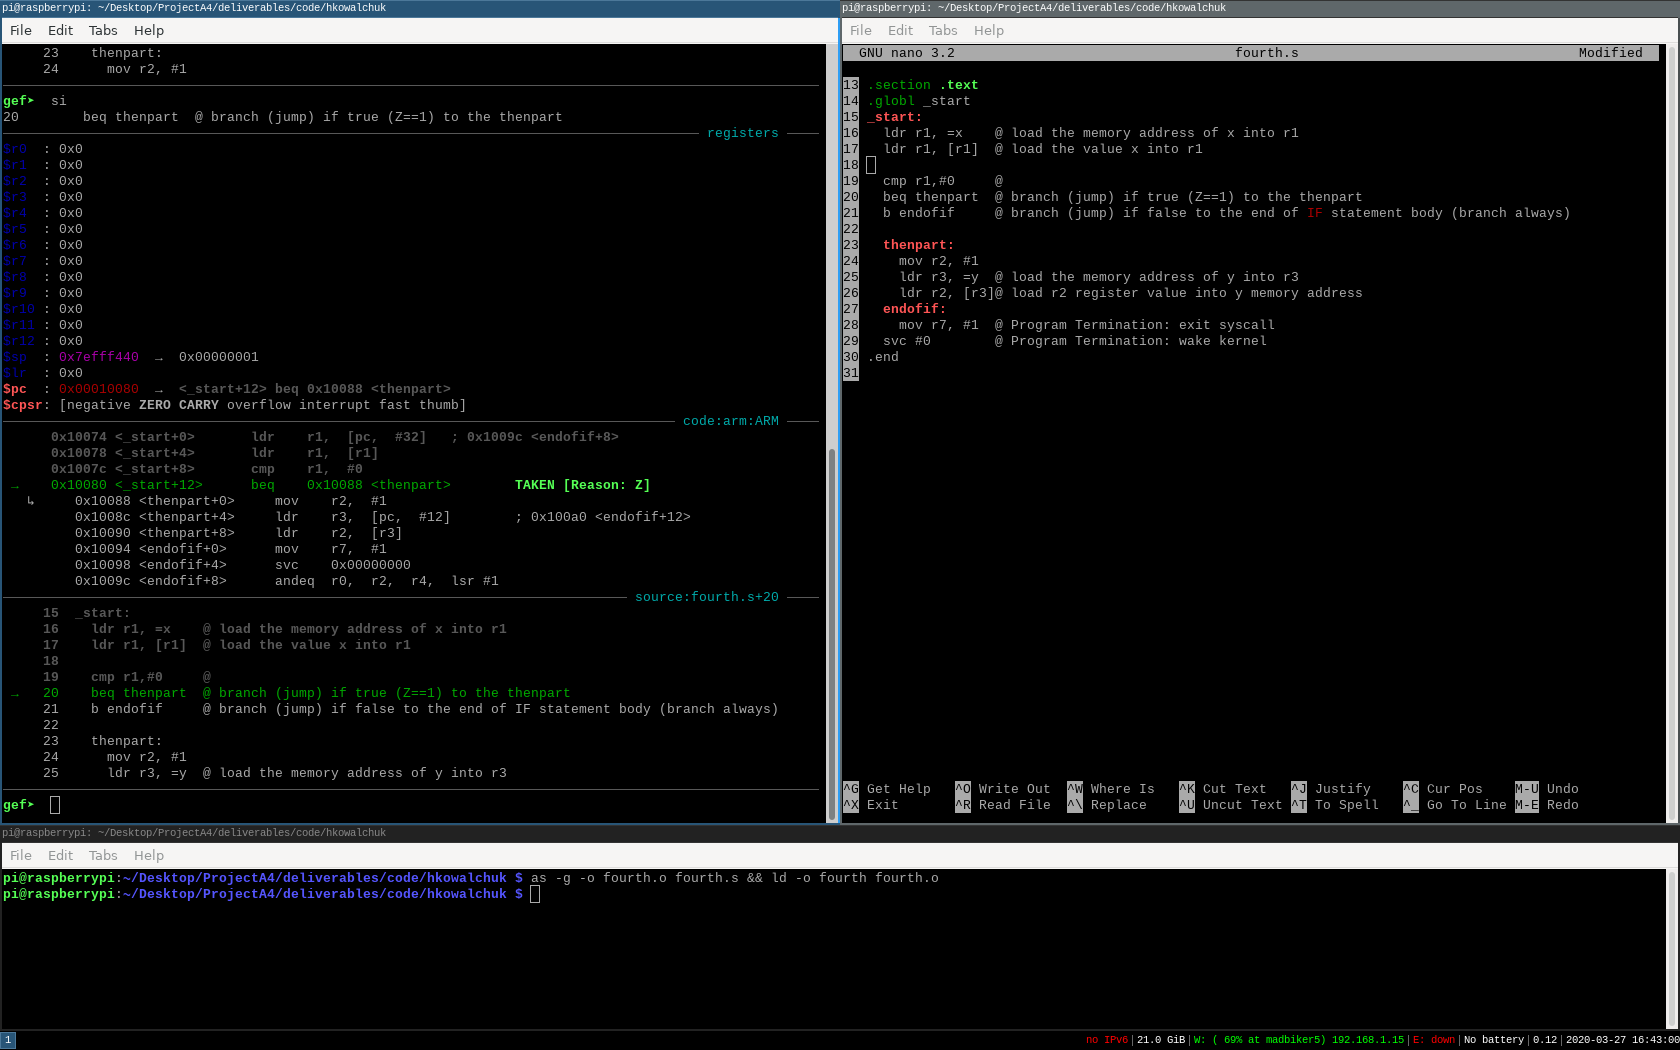 pi@raspberrypi: ~/Desktop/ProjectA4/deliverables/code/hkowalchuk
File Edit Tabs Help
23 thenpart:
24 mov r2, #1
gef➤ si
20 beq thenpart @ branch (jump) if true (Z==1) to the thenpart
registers
$r0 : 0x0
$r1 : 0x0
$r2 : 0x0
$r3 : 0x0
$r4 : 0x0
$r5 : 0x0
$r6 : 0x0
$r7 : 0x0
$r8 : 0x0
$r9 : 0x0
$r10 : 0x0
$r11 : 0x0
$r12 : 0x0
$sp : 0x7efff440 → 0x00000001
$lr : 0x0
$pc : 0x00010080 → <_start+12> beq 0x10088 <thenpart>
$cpsr: [negative ZERO CARRY overflow interrupt fast thumb]
code:arm:ARM
0x10074 <_start+0> ldr r1, [pc, #32] ; 0x1009c <endofif+8>
0x10078 <_start+4> ldr r1, [r1]
0x1007c <_start+8> cmp r1, #0
→ 0x10080 <_start+12> beq 0x10088 <thenpart> TAKEN [Reason: Z]
↳ 0x10088 <thenpart+0> mov r2, #1
0x1008c <thenpart+4> ldr r3, [pc, #12] ; 0x100a0 <endofif+12>
0x10090 <thenpart+8> ldr r2, [r3]
0x10094 <endofif+0> mov r7, #1
0x10098 <endofif+4> svc 0x00000000
0x1009c <endofif+8> andeq r0, r2, r4, lsr #1
source:fourth.s+20
15 _start:
16 ldr r1, =x @ load the memory address of x into r1
17 ldr r1, [r1] @ load the value x into r1
18
19 cmp r1,#0 @
→ 20 beq thenpart @ branch (jump) if true (Z==1) to the thenpart
21 b endofif @ branch (jump) if false to the end of IF statement body (branch always)
22
23 thenpart:
24 mov r2, #1
25 ldr r3, =y @ load the memory address of y into r3
gef➤
pi@raspberrypi: ~/Desktop/ProjectA4/deliverables/code/hkowalchuk
File Edit Tabs Help
GNU nano 3.2 fourth.s Modified
13 .section .text
14 .globl _start
15 _start:
16 ldr r1, =x @ load the memory address of x into r1
17 ldr r1, [r1] @ load the value x into r1
18
19 cmp r1,#0 @
20 beq thenpart @ branch (jump) if true (Z==1) to the thenpart
21 b endofif @ branch (jump) if false to the end of IF statement body (branch always)
22
23 thenpart:
24 mov r2, #1
25 ldr r3, =y @ load the memory address of y into r3
26 ldr r2, [r3]@ load r2 register value into y memory address
27 endofif:
28 mov r7, #1 @ Program Termination: exit syscall
29 svc #0 @ Program Termination: wake kernel
30 .end
31
^G Get Help ^O Write Out ^W Where Is ^K Cut Text ^J Justify ^C Cur Pos M-U Undo
^X Exit ^R Read File ^\ Replace ^U Uncut Text ^T To Spell ^_ Go To Line M-E Redo
pi@raspberrypi: ~/Desktop/ProjectA4/deliverables/code/hkowalchuk
File Edit Tabs Help
pi@raspberrypi:~/Desktop/ProjectA4/deliverables/code/hkowalchuk $ as -g -o fourth.o fourth.s && ld -o fourth fourth.o
pi@raspberrypi:~/Desktop/ProjectA4/deliverables/code/hkowalchuk $
1 no IPv6|21.0 GiB|W: ( 69% at madbiker5) 192.168.1.15|E: down|No battery|0.12|2020-03-27 16:43:00